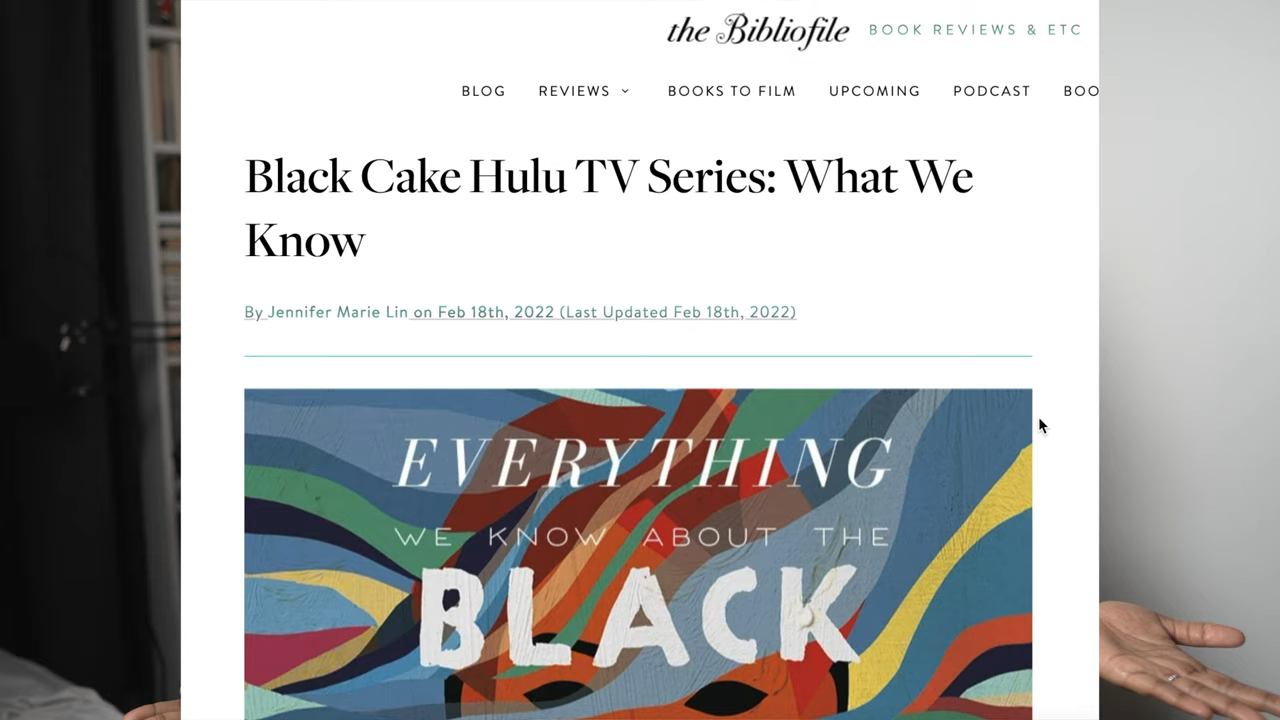 the Bibliofile BOOK REVIEWS & ETC
BLOG REVIEWS BOOKS TO FILM UPCOMING PODCAST BOO
Black Cake Hulu TV Series: What We
Know
By Jennifer Marie Lin on Feb 18th, 2022 (Last Updated Feb 18th, 2022)
EVERYTHING
WE KNOW ABOUT THE
BLACK